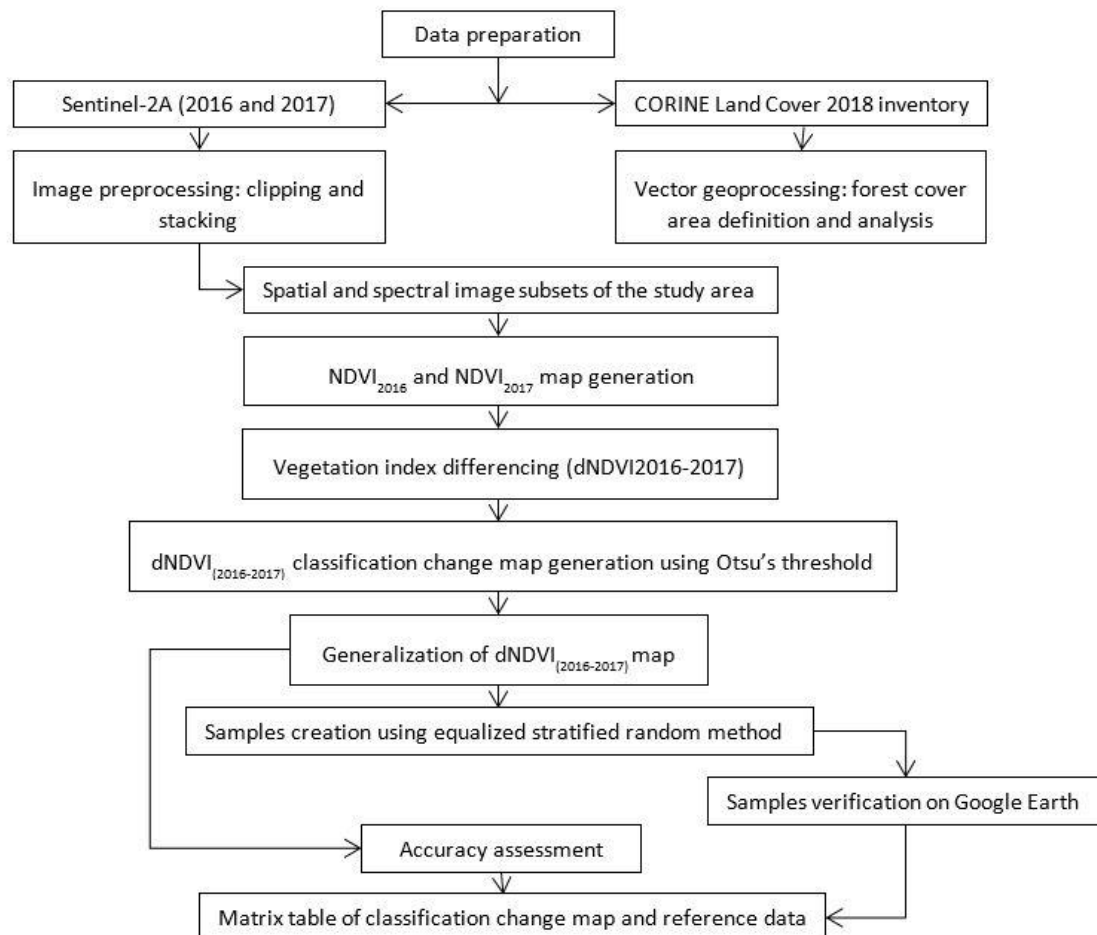 Data preparation
Sentinel-2A (2016 and 2017)
CORINE Land Cover 2018 inventory
Image preprocessing: clipping and
stacking
Vector geoprocessing: forest cover
area definition and analysis
Spatial and spectral image subsets of the study area
NDVI2016 and NDVI2017 map generation
Vegetation index differencing (dNDVI2016-2017)
dNDVI(2016-2017) classification change map generation using Otsu's threshold
Generalization of dNDVI(2016-2017) map
Samples creation using equalized stratified random method
Samples verification on Google Earth
Accuracy assessment
Matrix table of classification change map and reference data